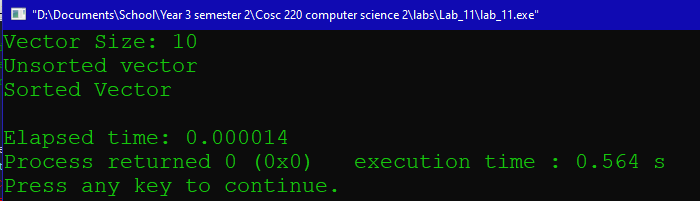 "D:\Documents\School\Year 3 semester 2\Cosc 220 computer science 2\labs\Lab_11\lab_11.exe"
Vector Size: 10
Unsorted vector
Sorted Vector
Elapsed time: 0.000014
Process returned 0 (0x0)   execution time : 0.564 s
Press any key to continue.